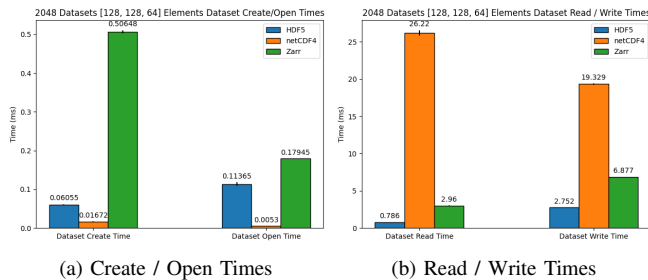 2048 Datasets [128, 128, 64] Elements Dataset Create/Open Times
HDF5
netCDF4
Zarr
Time (ms)
0.5
0.4
0.3
0.2
0.1
0.0
0.06055
0.01672
0.50648
0.11365
0.0053
0.17945
Dataset Create Time
Dataset Open Time
(a) Create / Open Times
2048 Datasets [128, 128, 64] Elements Dataset Read / Write Times
HDF5
netCDF4
Zarr
Time (ms)
25
20
15
10
5
0
0.786
26.22
2.96
2.752
19.329
6.877
Dataset Read Time
Dataset Write Time
(b) Read / Write Times